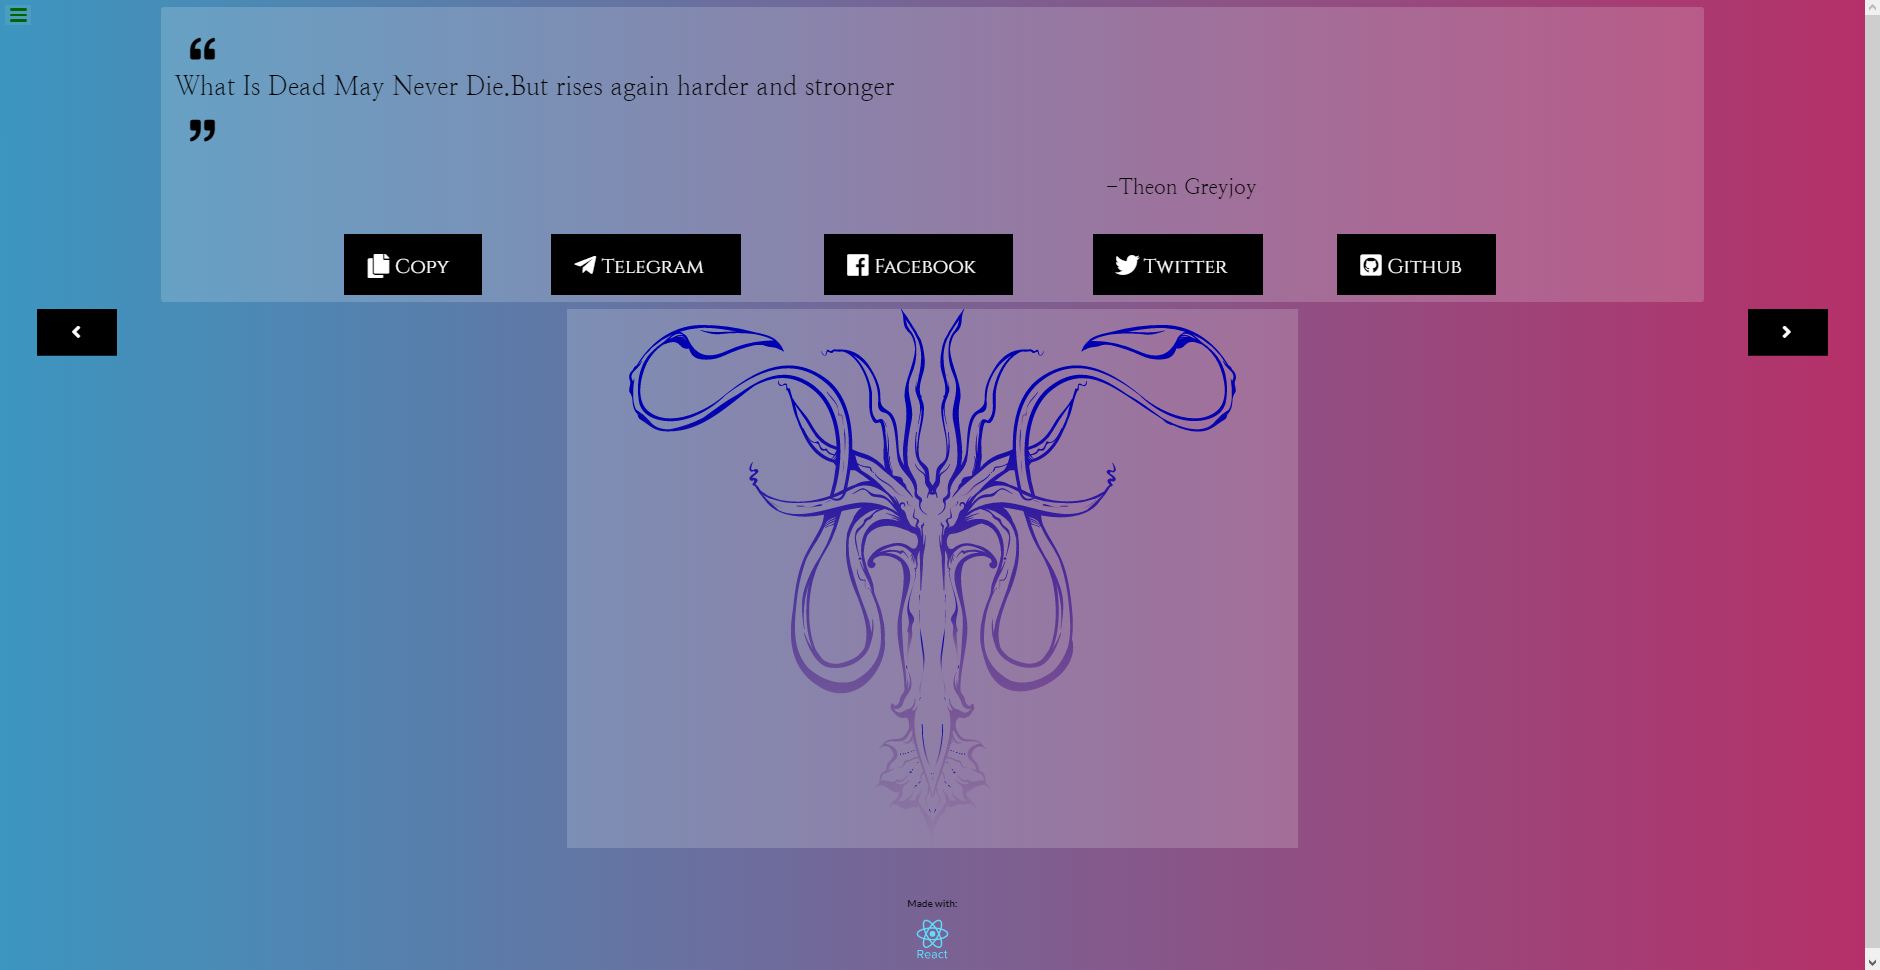 “
What Is Dead May Never Die.But rises again harder and stronger
”
-Theon Greyjoy
Copy
Telegram
Facebook
Twitter
Github
Made with:
React